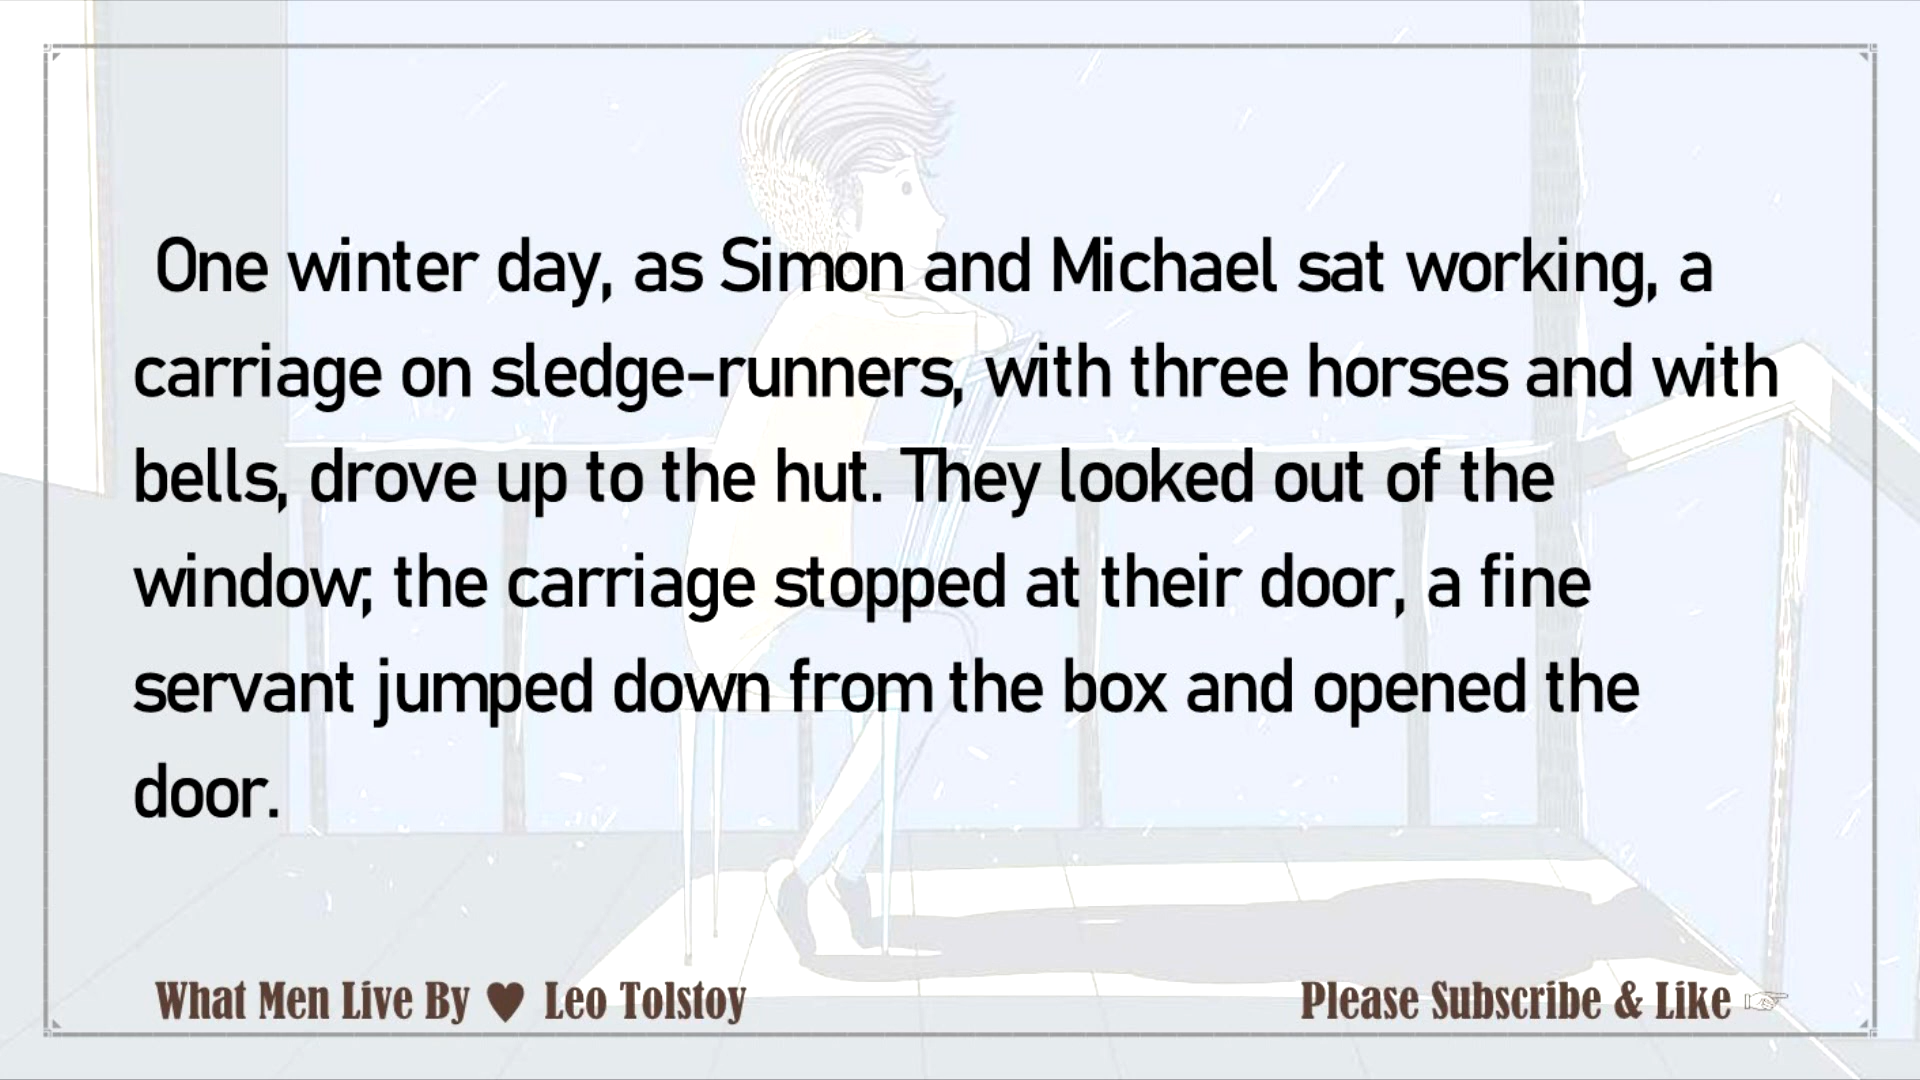 One winter day, as Simon and Michael sat working, a
carriage on sledge-runners, with three horses and with
bells, drove up to the hut. They looked out of the
window; the carriage stopped at their door, a fine
servant jumped down from the box and opened the
door.
What Men Live By ♥ Leo Tolstoy
Please Subscribe & Like ☞